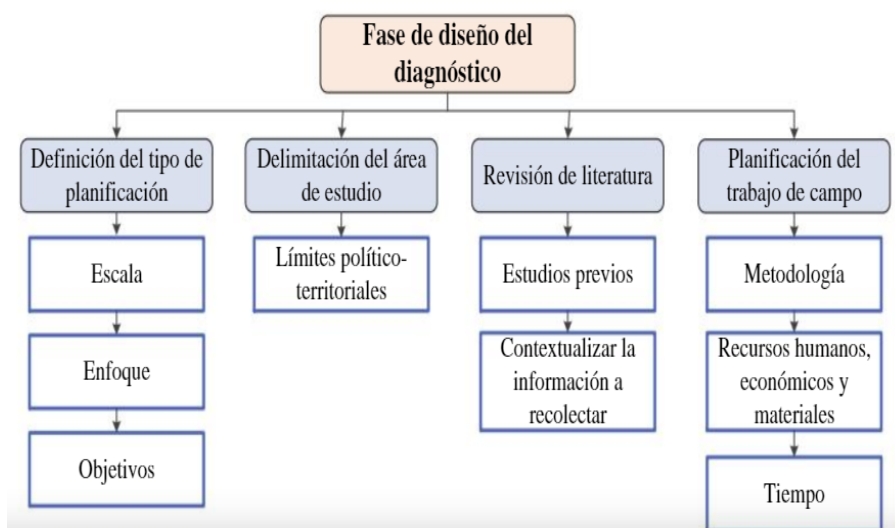 Fase de diseño del
diagnóstico
Definición del tipo de
planificación
Escala
Enfoque
Objetivos
Delimitación del área
de estudio
Límites político-
territoriales
Revisión de literatura
Estudios previos
Contextualizar la
información a
recolectar
Planificación del
trabajo de campo
Metodología
Recursos humanos,
económicos y
materiales
Tiempo